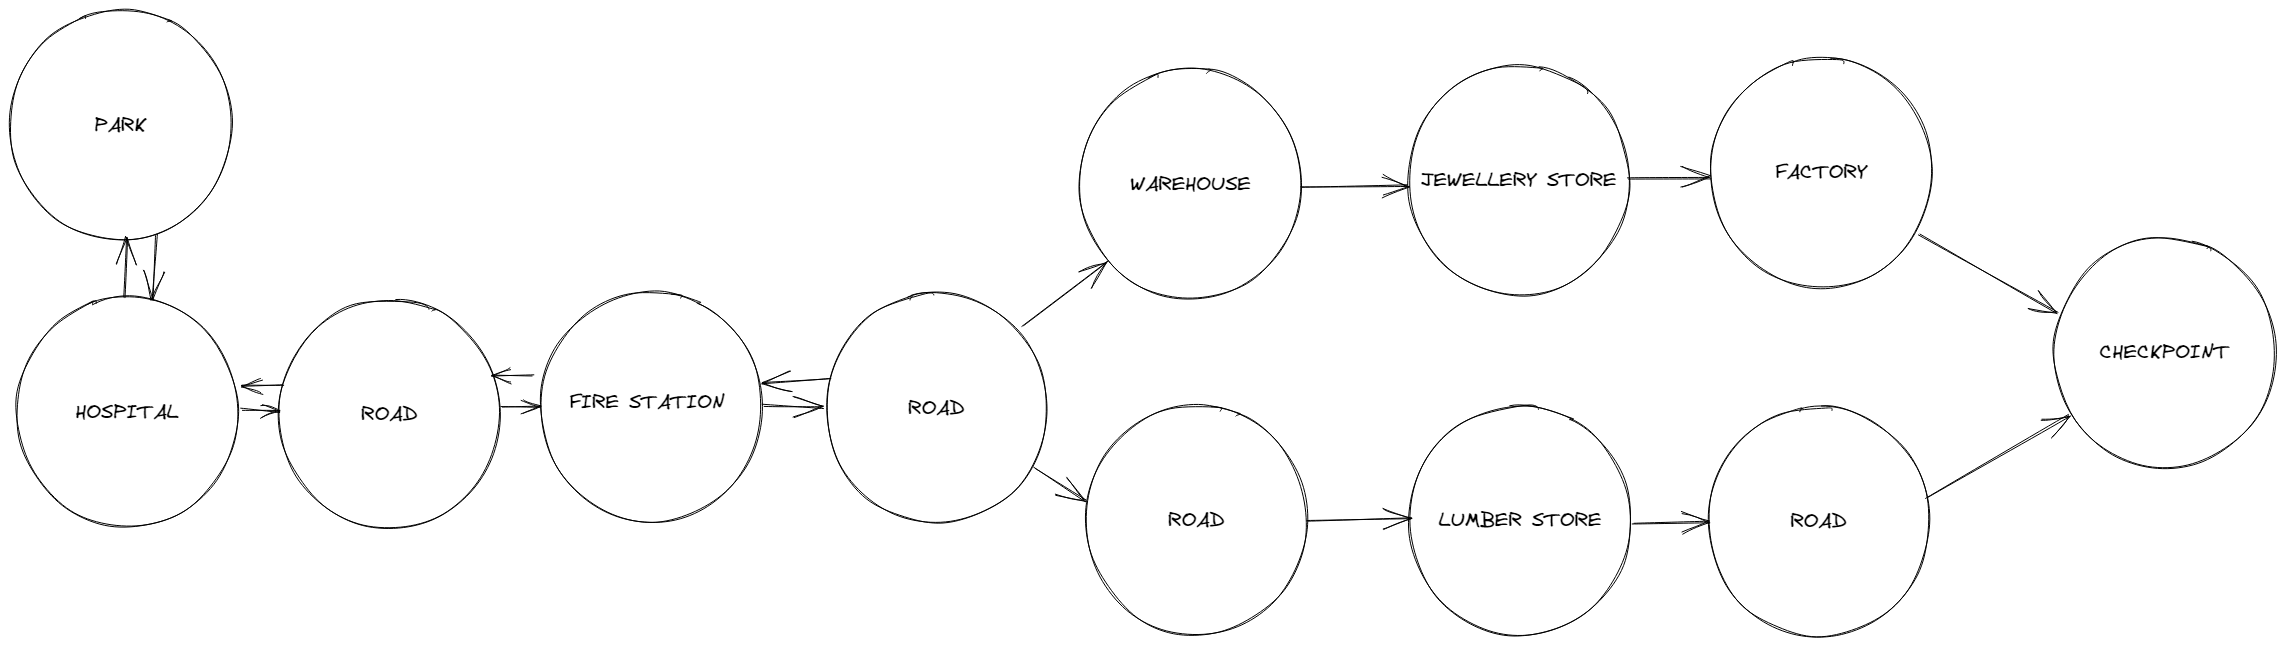 PARK
WAREHOUSE
JEWELLERY STORE
FACTORY
CHECKPOINT
HOSPITAL
ROAD
FIRE STATION
ROAD
ROAD
LUMBER STORE
ROAD